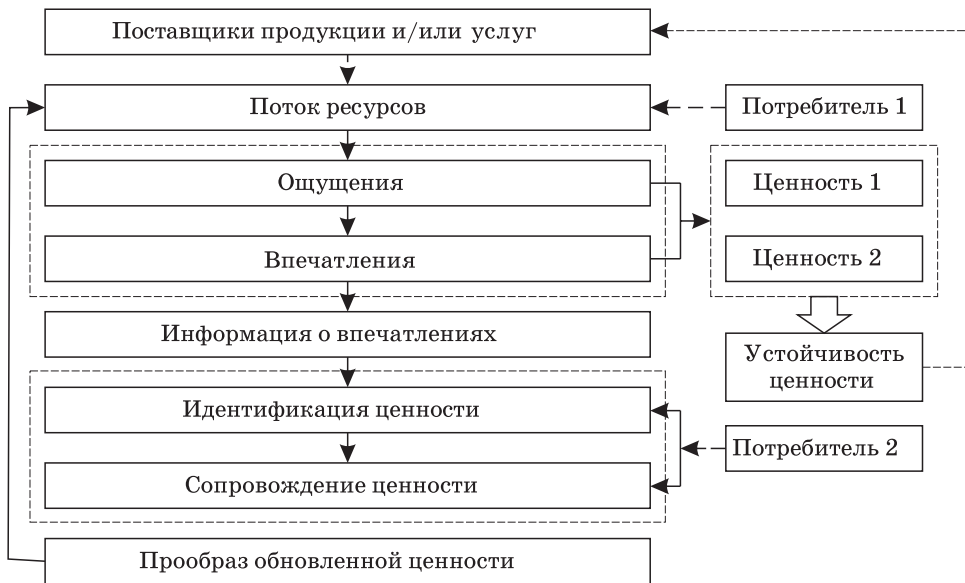 Поставщики продукции и/или услуг
Поток ресурсов
Потребитель 1
Ощущения
Ценность 1
Впечатления
Ценность 2
Информация о впечатлениях
Устойчивость
ценности
Идентификация ценности
Потребитель 2
Сопровождение ценности
Прообраз обновленной ценности